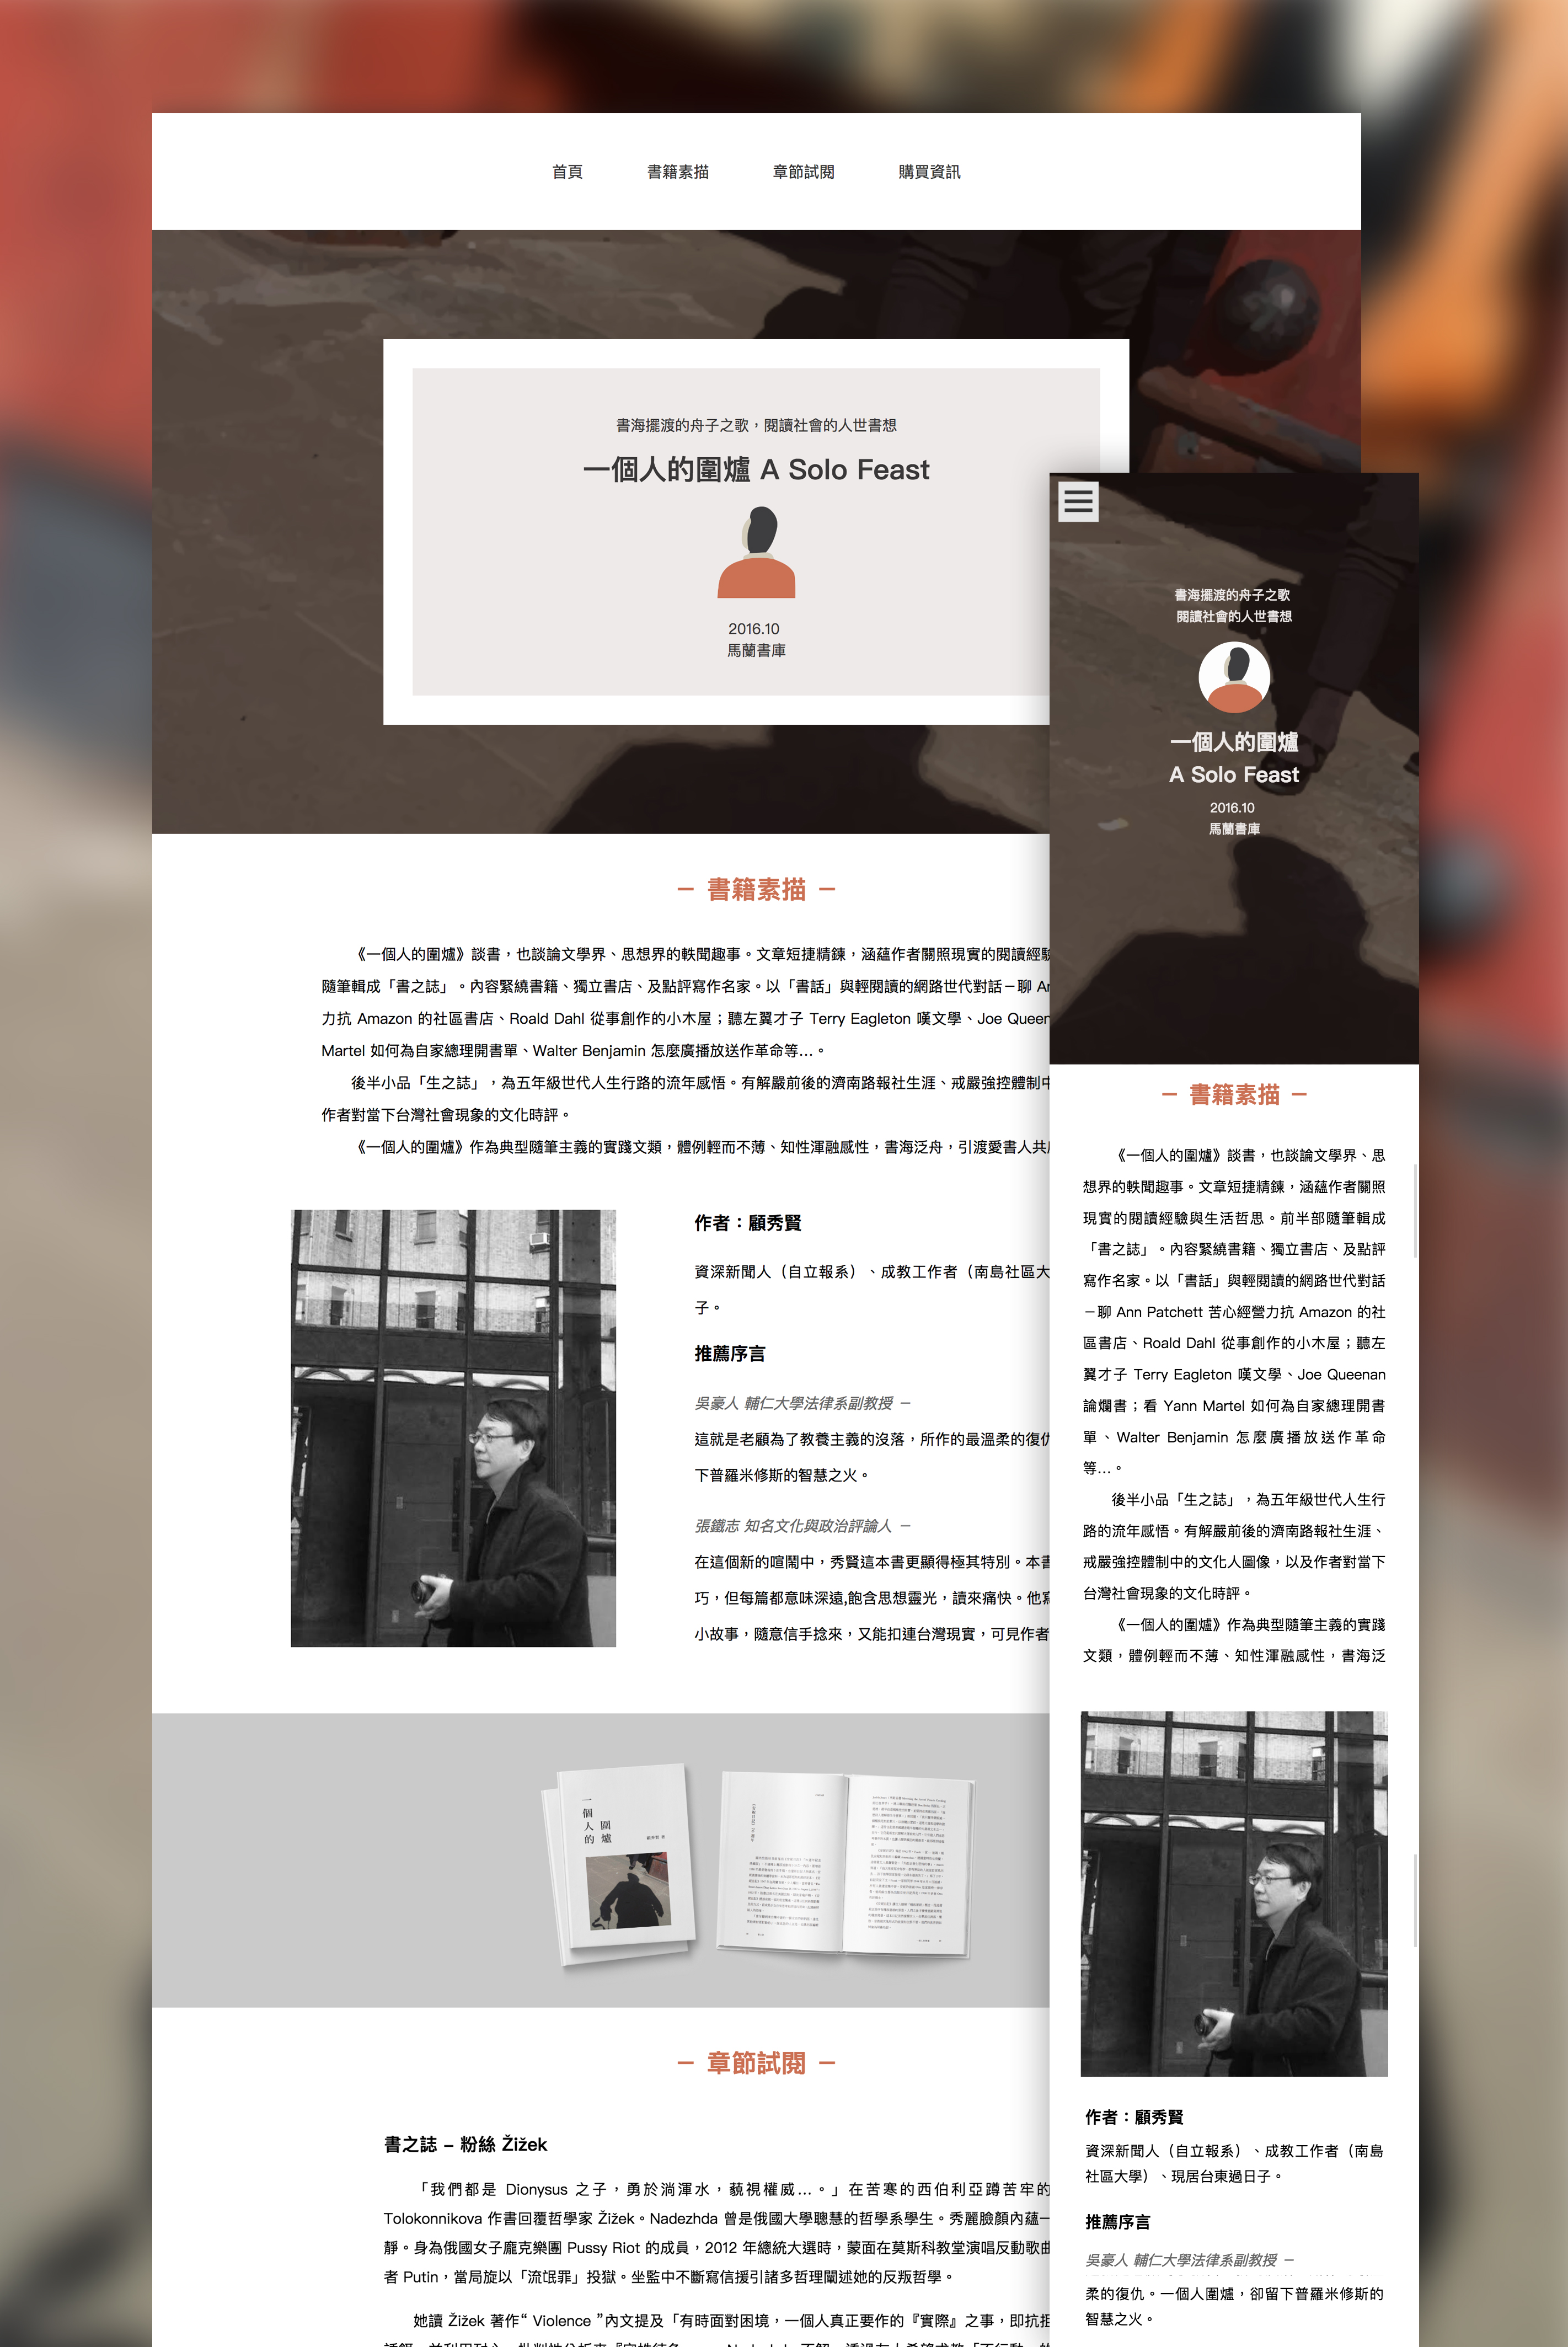 首頁
書籍素描
章節試閱
購買資訊
書海擺渡的舟子之歌，閱讀社會的人世書想
一個人的圍爐 A Solo Feast
2016.10
馬蘭書庫
－ 書籍素描 －
《一個人的圍爐》談書，也談論文學界、思想界的軼聞趣事。文章短捷精鍊，涵蘊作者關照現實的閱讀經
隨筆輯成「書之誌」。內容緊繞書籍、獨立書店、及點評寫作名家。以「書話」與輕閱讀的網路世代對話－聊
力抗 Amazon 的社區書店、Roald Dahl 從事創作的小木屋；聽左翼才子 Terry Eagleton 嘆文學、Joe Queen
Martel 如何為自家總理開書單、Walter Benjamin 怎麼廣播放送作革命等…。
後半小品「生之誌」，為五年級世代人生行路的流年感悟。有解嚴前後的濟南路報社生涯、戒嚴強控體制中
作者對當下台灣社會現象的文化時評。
《一個人的圍爐》作為典型隨筆主義的實踐文類，體例輕而不薄、知性渾融感性，書海泛舟，引渡愛書人共
作者：顧秀賢
資深新聞人（自立報系）、成教工作者（南島社區大
子。
推薦序言
吳豪人 輔仁大學法律系副教授 －
這就是老顧為了教養主義的沒落，所作的最溫柔的復仇
下普羅米修斯的智慧之火。
張鐵志 知名文化與政治評論人 －
在這個新的喧鬧中，秀賢這本書更顯得極其特別。本書
巧，但每篇都意味深遠,飽含思想靈光，讀來痛快。他寫
小故事，隨意信手捻來，又能扣連台灣現實，可見作者
一個人的
圍爐
顧秀賢 著
－ 章節試閱 －
書之誌 – 粉絲 Žižek
「我們都是 Dionysus 之子，勇於淌渾水，藐視權威…。」在苦寒的西伯利亞蹲苦牢的
Tolokonnikova 作書回覆哲學家 Žižek。Nadezhda 曾是俄國大學聰慧的哲學系學生。秀麗臉顏內蘊一
靜。身為俄國女子龐克樂團 Pussy Riot 的成員，2012 年總統大選時，蒙面在莫斯科教堂演唱反動歌曲
者 Putin，當局旋以「流氓罪」投獄。坐監中不斷寫信援引諸多哲理闡述她的反叛哲學。
她讀 Žižek 著作“ Violence ”內文提及「有時面對困境，一個人真正要作的『實際』之事，即抗拒
書海擺渡的舟子之歌
閱讀社會的人世書想
一個人的圍爐
A Solo Feast
2016.10
馬蘭書庫
－ 書籍素描 －
《一個人的圍爐》談書，也談論文學界、思
想界的軼聞趣事。文章短捷精鍊，涵蘊作者關照
現實的閱讀經驗與生活哲思。前半部隨筆輯成
「書之誌」。內容緊繞書籍、獨立書店、及點評
寫作名家。以「書話」與輕閱讀的網路世代對話
－聊 Ann Patchett 苦心經營力抗 Amazon 的社
區書店、Roald Dahl 從事創作的小木屋；聽左
翼才子 Terry Eagleton 嘆文學、Joe Queenan
論爛書；看 Yann Martel 如何為自家總理開書
單、Walter Benjamin 怎麼廣播放送作革命
等…。
後半小品「生之誌」，為五年級世代人生行
路的流年感悟。有解嚴前後的濟南路報社生涯、
戒嚴強控體制中的文化人圖像，以及作者對當下
台灣社會現象的文化時評。
《一個人的圍爐》作為典型隨筆主義的實踐
文類，體例輕而不薄、知性渾融感性，書海泛
作者：顧秀賢
資深新聞人（自立報系）、成教工作者（南島
社區大學）、現居台東過日子。
推薦序言
吳豪人 輔仁大學法律系副教授 －
柔的復仇。一個人圍爐，卻留下普羅米修斯的
智慧之火。